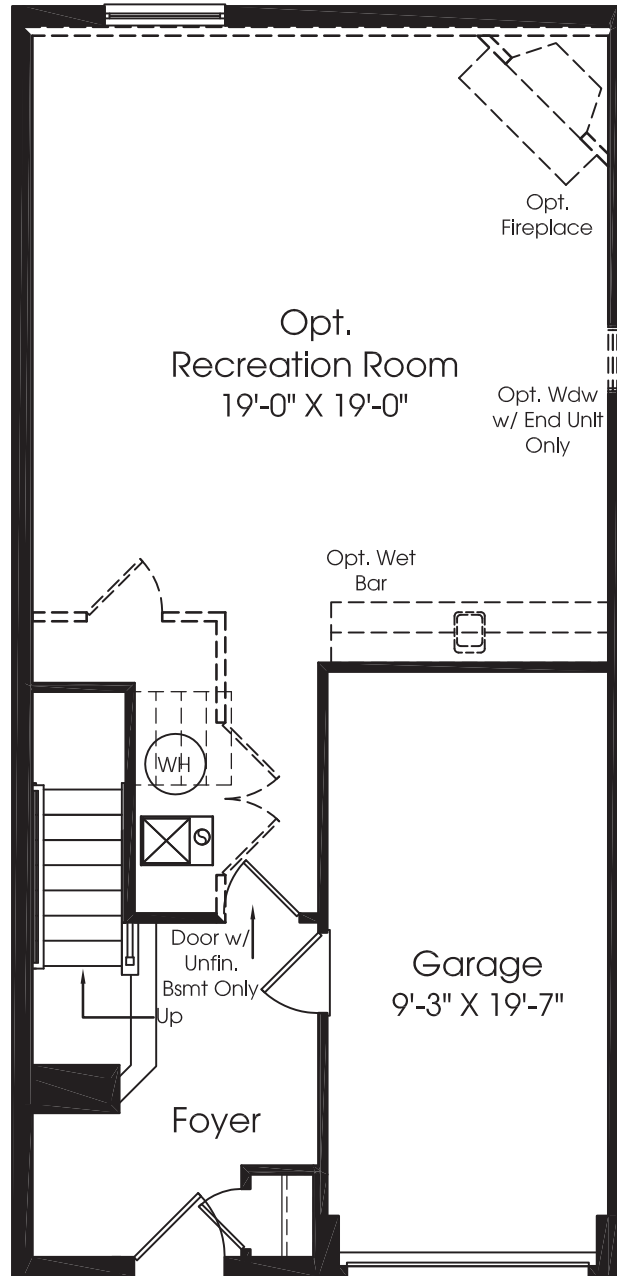 Opt.
Fireplace
Opt.
Recreation Room
19'-0" X 19'-0"
Opt. Wdw
w/ End Unit
Only
Opt. Wet
Bar
WH
Door w/
Unfin.
Bsmt Only
Up
Garage
9'-3" X 19'-7"
Foyer